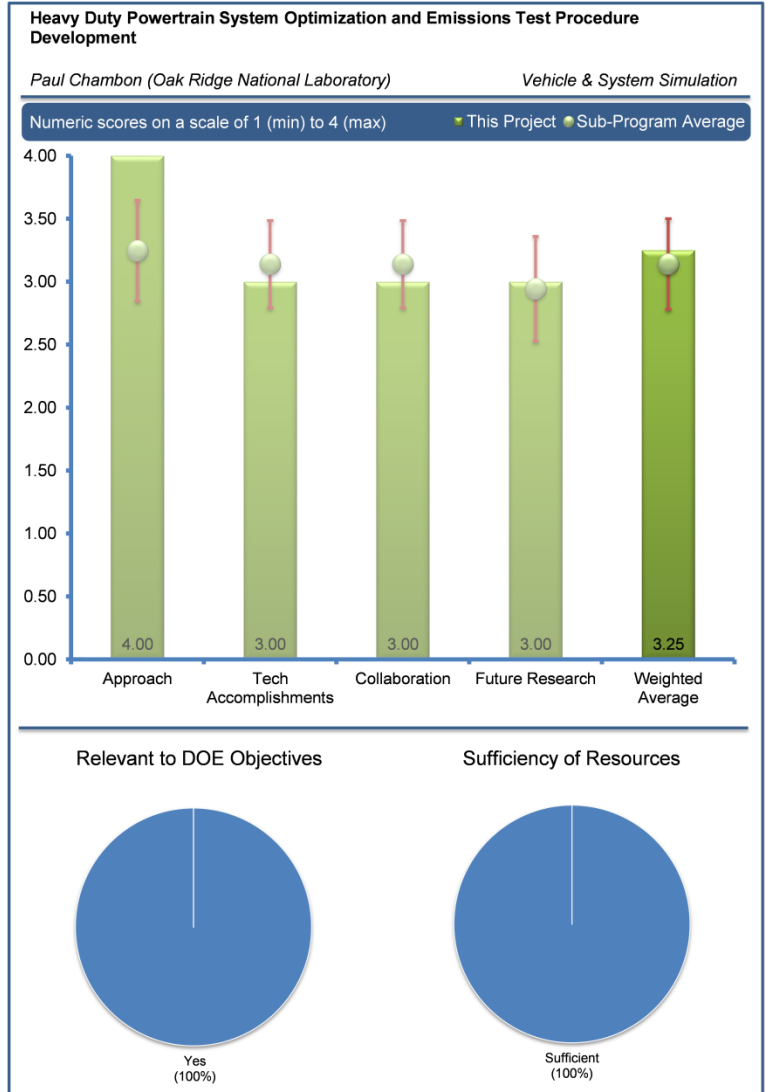 Heavy Duty Powertrain System Optimization and Emissions Test Procedure
Development
Paul Chambon (Oak Ridge National Laboratory) Vehicle & System Simulation
Numeric scores on a scale of 1 (min) to 4 (max) This Project Sub-Program Average
4.00
3.50
3.00
2.50
2.00
1.50
1.00
0.50
0.00
4.00 3.00 3.00 3.00 3.25
Approach Tech Collaboration Future Research Weighted
Accomplishments Average
Relevant to DOE Objectives Sufficiency of Resources
Yes Sufficient
(100%) (100%)